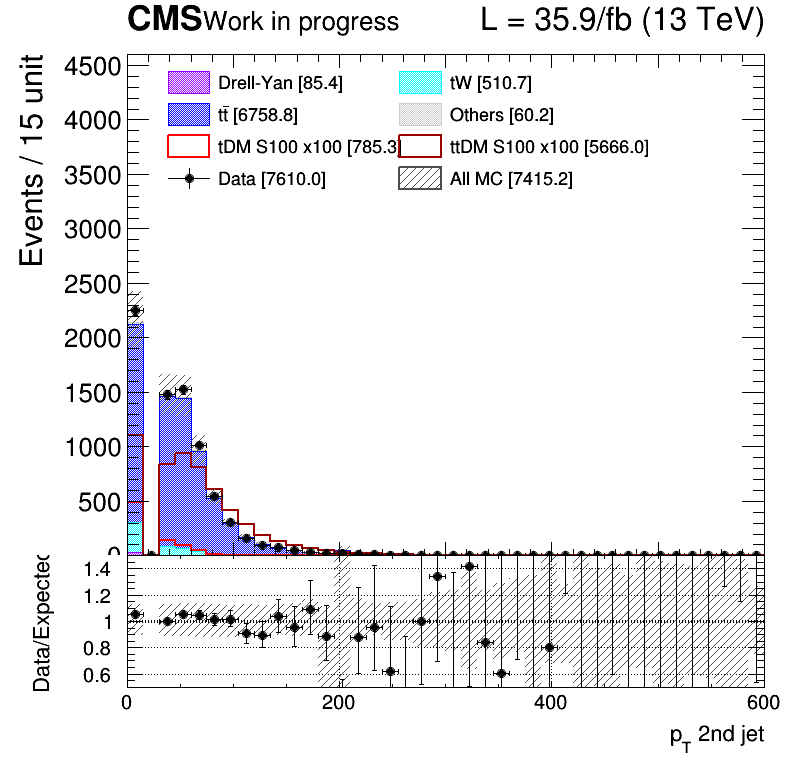 CMS Work in progress L = 35.9/fb (13 TeV)
Events / 15 unit
4500
4000
3500
3000
2500
2000
1500
1000
500
0
Drell-Yan [85.4]
tW [510.7]
tt̄ [6758.8]
Others [60.2]
tDM S100 x100 [785.3]
ttDM S100 x100 [5666.0]
Data [7610.0]
All MC [7415.2]
Data/Expected
1.4
1.2
1
0.8
0.6
0 200 400 600
p_T 2nd jet